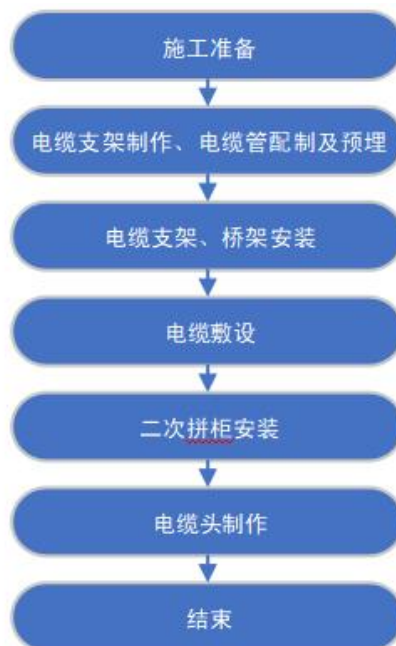 施工准备
电缆支架制作、电缆管配制及预埋
电缆支架、桥架安装
电缆敷设
二次拼柜安装
电缆头制作
结束